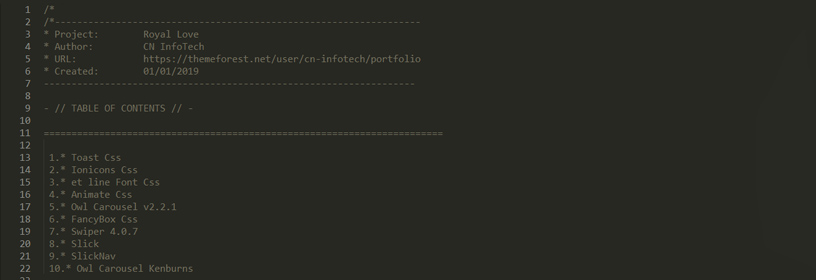 1 /*
2 /*------------------------------------------------------------------
3 * Project: Royal Love
4 * Author: CN InfoTech
5 * URL: https://themeforest.net/user/cn-infotech/portfolio
6 * Created: 01/01/2019
7 -------------------------------------------------------------------
8
9 - // TABLE OF CONTENTS // -
10
11 ========================================================================
12
13 1.* Toast Css
14 2.* Ionicons Css
15 3.* et line Font Css
16 4.* Animate Css
17 5.* Owl Carousel v2.2.1
18 6.* FancyBox Css
19 7.* Swiper 4.0.7
20 8.* Slick
21 9.* SlickNav
22 10.* Owl Carousel Kenburns